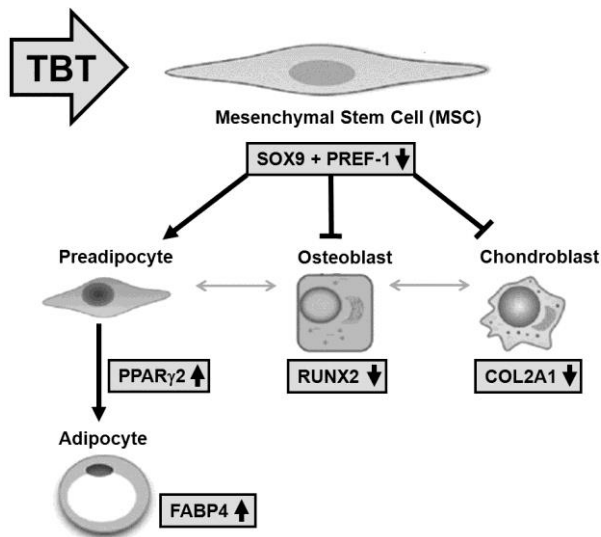 TBT
Mesenchymal Stem Cell (MSC)
SOX9 + PREF-1
Preadipocyte
Osteoblast
Chondroblast
PPARγ2
RUNX2
COL2A1
Adipocyte
FABP4